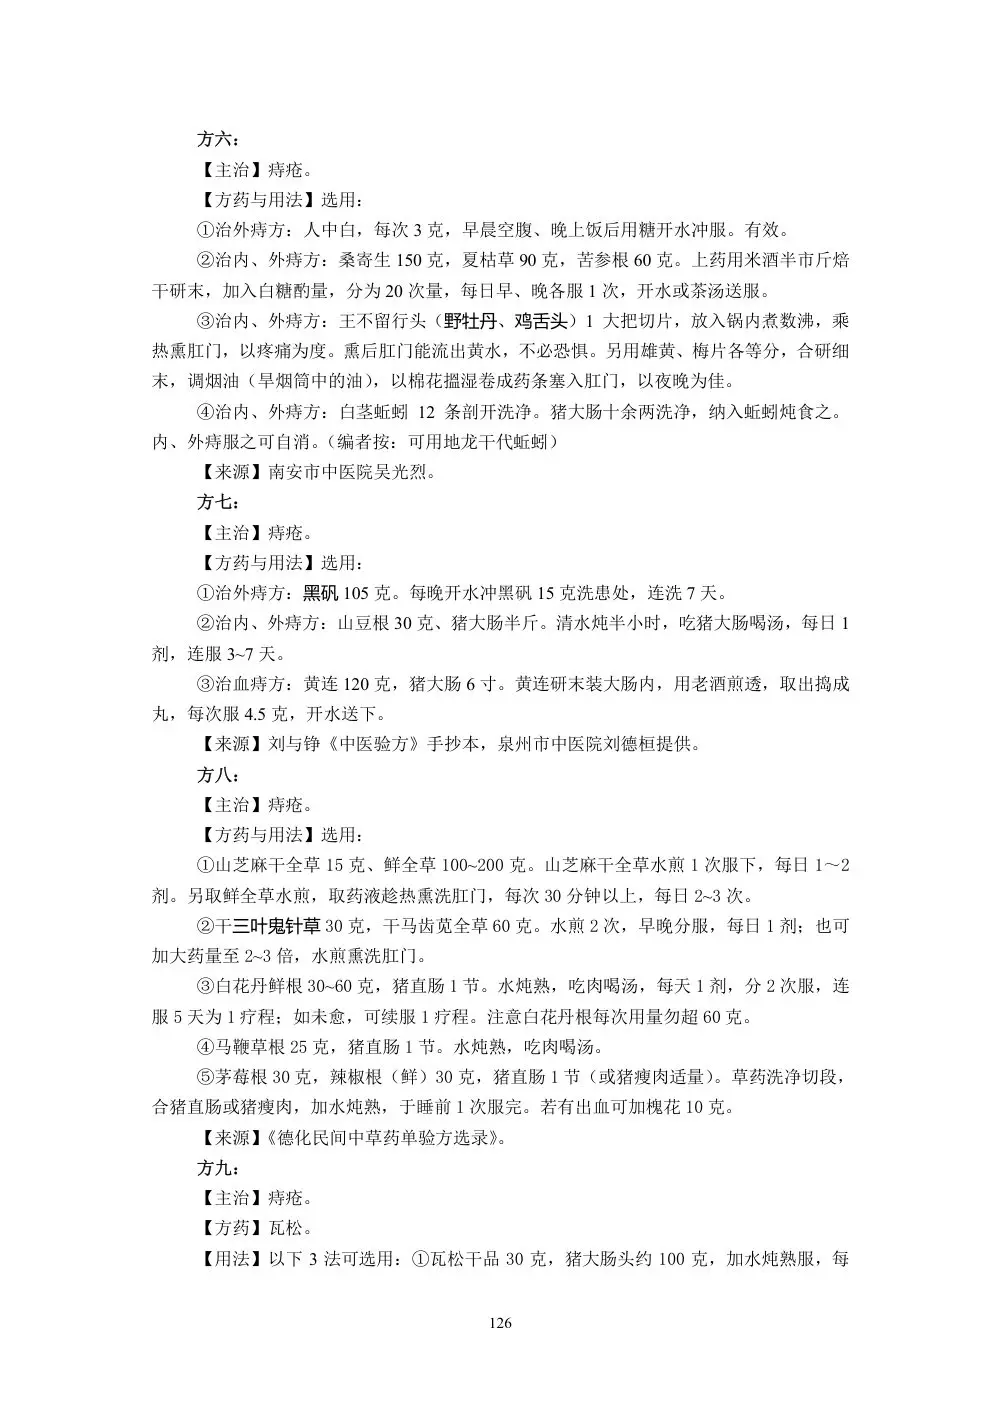 方六：
【主治】痔疮。
【方药与用法】选用：
①治外痔方：人中白，每次 3 克，早晨空腹、晚上饭后用糖开水冲服。有效。
②治内、外痔方：桑寄生 150 克，夏枯草 90 克，苦参根 60 克。上药用米酒半市斤焙
干研末，加入白糖酌量，分为 20 次量，每日早、晚各服 1 次，开水或茶汤送服。
③治内、外痔方：王不留行头（野牡丹、鸡舌头）1 大把切片，放入锅内煮数沸，乘
热熏肛门，以疼痛为度。熏后肛门能流出黄水，不必恐惧。另用雄黄、梅片各等分，合研细
末，调烟油（旱烟筒中的油），以棉花揾湿卷成药条塞入肛门，以夜晚为佳。
④治内、外痔方：白茎蚯蚓 12 条剖开洗净。猪大肠十余两洗净，纳入蚯蚓炖食之。
内、外痔服之可自消。（编者按：可用地龙干代蚯蚓）
【来源】南安市中医院吴光烈。
方七：
【主治】痔疮。
【方药与用法】选用：
①治外痔方：黑矾 105 克。每晚开水冲黑矾 15 克洗患处，连洗 7 天。
②治内、外痔方：山豆根 30 克、猪大肠半斤。清水炖半小时，吃猪大肠喝汤，每日 1
剂，连服 3~7 天。
③治血痔方：黄连 120 克，猪大肠 6 寸。黄连研末装大肠内，用老酒煎透，取出捣成
丸，每次服 4.5 克，开水送下。
【来源】刘与铮《中医验方》手抄本，泉州市中医院刘德桓提供。
方八：
【主治】痔疮。
【方药与用法】选用：
①山芝麻干全草 15 克、鲜全草 100~200 克。山芝麻干全草水煎 1 次服下，每日 1～2
剂。另取鲜全草水煎，取药液趁热熏洗肛门，每次 30 分钟以上，每日 2~3 次。
②干三叶鬼针草 30 克，干马齿苋全草 60 克。水煎 2 次，早晚分服，每日 1 剂；也可
加大药量至 2~3 倍，水煎熏洗肛门。
③白花丹鲜根 30~60 克，猪直肠 1 节。水炖熟，吃肉喝汤，每天 1 剂，分 2 次服，连
服 5 天为 1 疗程；如未愈，可续服 1 疗程。注意白花丹根每次用量勿超 60 克。
④马鞭草根 25 克，猪直肠 1 节。水炖熟，吃肉喝汤。
⑤茅莓根 30 克，辣椒根（鲜）30 克，猪直肠 1 节（或猪瘦肉适量）。草药洗净切段，
合猪直肠或猪瘦肉，加水炖熟，于睡前 1 次服完。若有出血可加槐花 10 克。
【来源】《德化民间中草药单验方选录》。
方九：
【主治】痔疮。
【方药】瓦松。
【用法】以下 3 法可选用：①瓦松干品 30 克，猪大肠头约 100 克，加水炖熟服，每
126